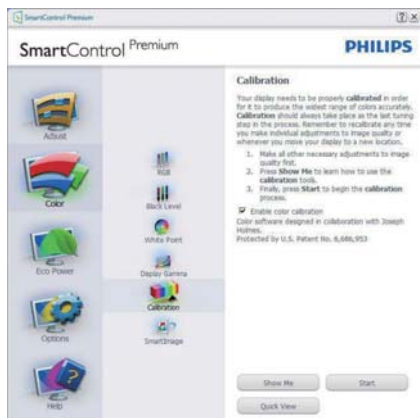 SmartControl Premium
SmartControl Premium
PHILIPS
Adjust
Color
Eco Power
Options
Help
RGB
Black Level
White Point
Display Gamma
Calibration
SmartImage
Calibration
Your display needs to be properly calibrated in order
for it to produce the widest range of colors accurately.
Calibration should always take place as the last tuning
step in the process. Remember to recalibrate any time
you make individual adjustments to image quality or
whenever you move your display to a new location.
1. Make all other necessary adjustments to image
quality first.
2. Press Show Me to learn how to use the
calibration tools.
3. Finally, press Start to begin the calibration
process.
Enable color calibration
Color software designed in collaboration with Joseph
Holmes.
Protected by U.S. Patent No. 6,686,953
Show Me
Start
Quick View